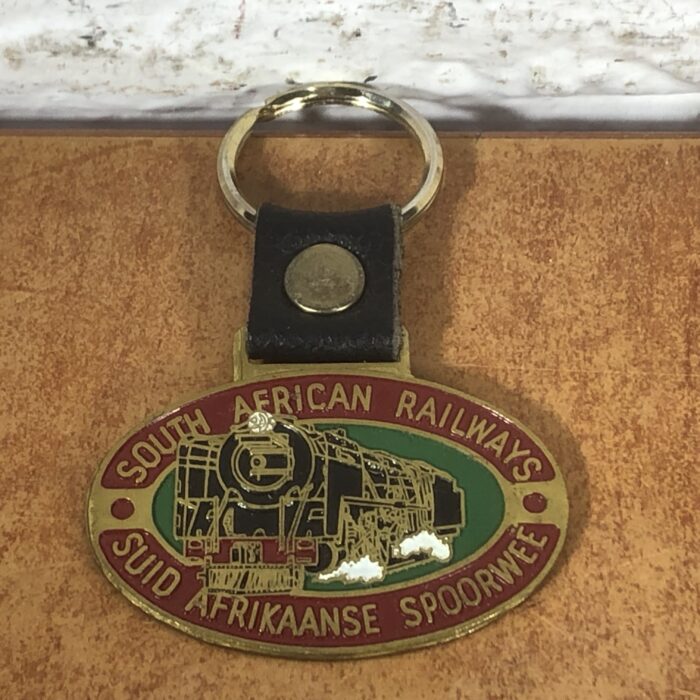 SOUTH AFRICAN RAILWAYS
SUID AFRIKAANSE SPOORWEË